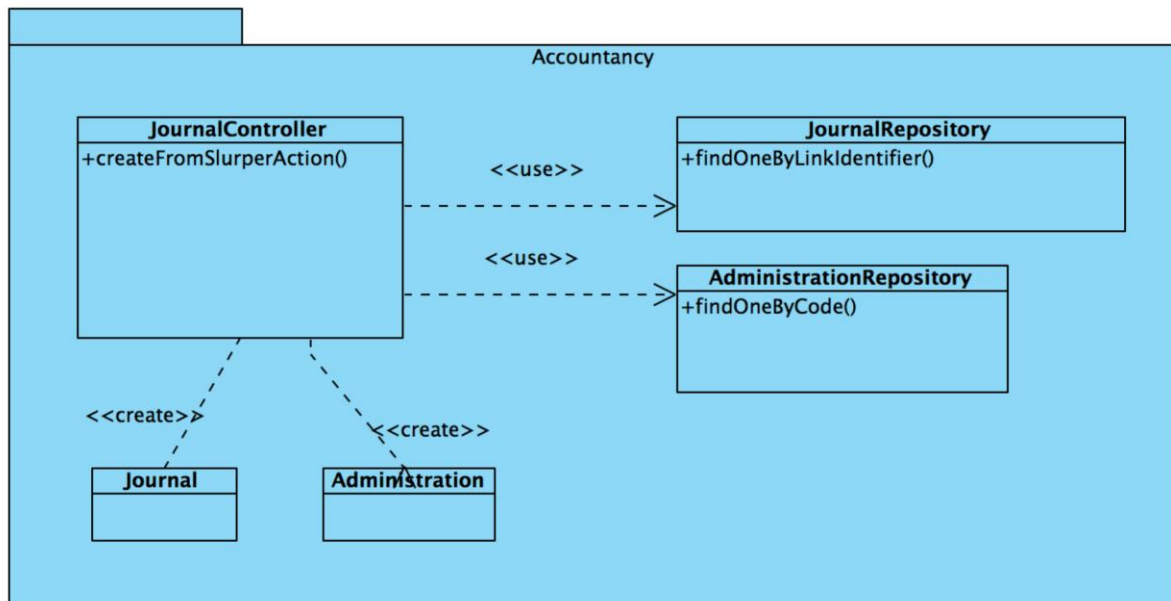 Accountancy
JournalController
+createFromSlurperAction()
<<use>>
JournalRepository
+findOneByLinkIdentifier()
<<use>>
AdministrationRepository
+findOneByCode()
<<create>>
<<create>>
Journal
Administration